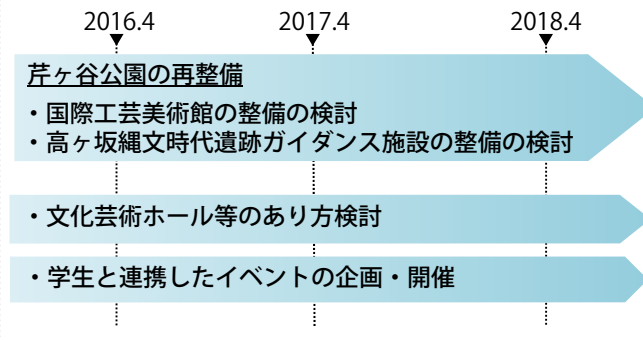 2016.4 2017.4 2018.4
芹ヶ谷公園の再整備
・国際工芸美術館の整備の検討
・高ヶ坂縄文時代遺跡ガイダンス施設の整備の検討
・文化芸術ホール等のあり方検討
・学生と連携したイベントの企画・開催